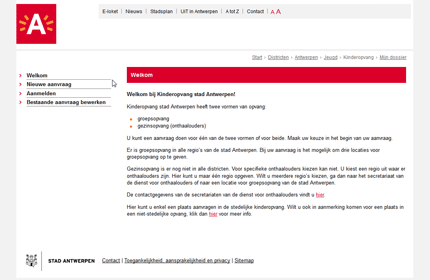 E-loket | Nieuws | Stadsplan | UIT in Antwerpen | A tot Z | Contact | A A
A
Start > Districten > Antwerpen > Jeugd > Kinderopvang > Mijn dossier
Welkom
Nieuwe aanvraag
Aanmelden
Bestaande aanvraag bewerken
Welkom
Welkom bij Kinderopvang stad Antwerpen!
Kinderopvang stad Antwerpen heeft twee vormen van opvang:
groepsopvang
gezinsopvang (onthaalouders)
U kunt een aanvraag doen voor één van de twee vormen of voor beide. Maak uw keuze in het begin van uw aanvraag.
Er is groepsopvang in alle regio's van de stad Antwerpen. Bij uw aanvraag is het mogelijk om drie locaties voor
groepsopvang op te geven.
Gezinsopvang is er nog niet in alle districten. Voor specifieke onthaalouders kiezen kan niet. U kiest een regio uit waar er
onthaalouders zijn. Hier kunt u maar één regio opgeven. Wilt u meerdere regio's kiezen, ga dan naar het secretariaat van
de dienst voor onthaalouders of naar een locatie voor groepsopvang van de stad Antwerpen.
De contactgegevens van de secretariaten van de dienst voor onthaalouders vindt u hier.
Hier kunt u enkel een plaats aanvragen in de stedelijke kinderopvang. Wilt u ook in aanmerking komen voor een plaats in
een niet-stedelijke opvang, klik dan hier voor meer info.
STAD ANTWERPEN
Contact | Toegankelijkheid, aansprakelijkheid en privacy | Sitemap